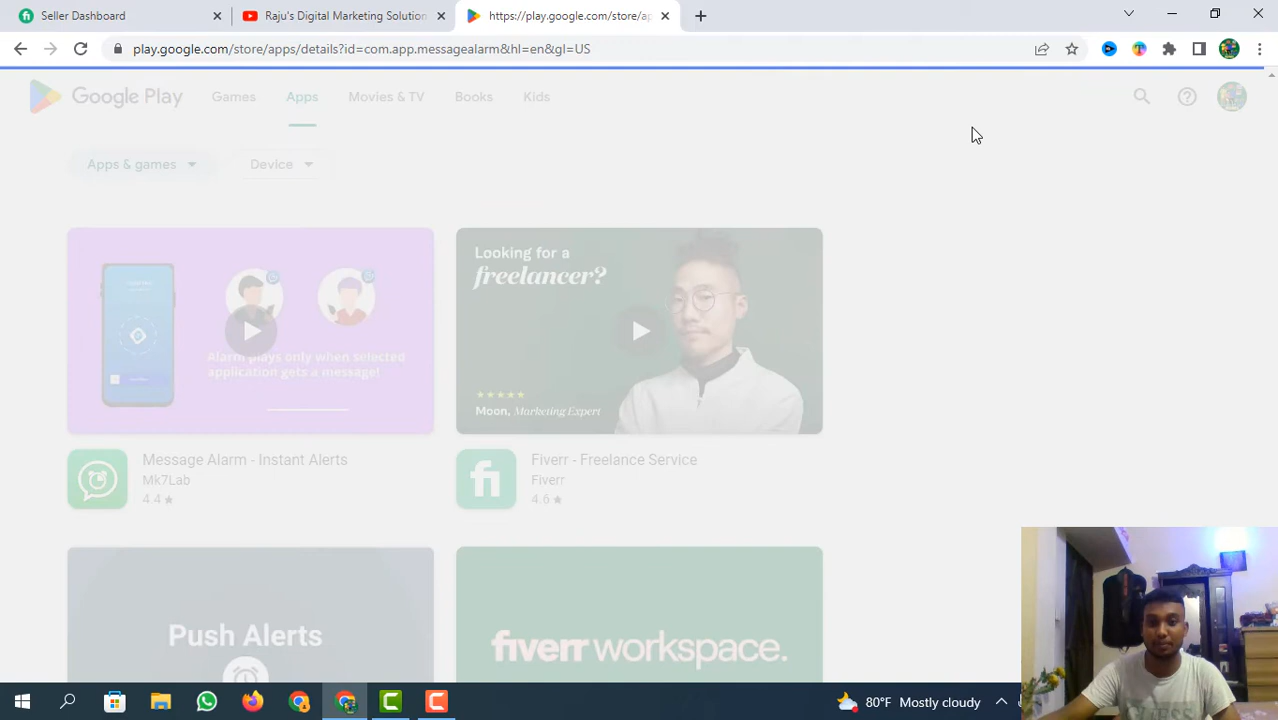 Seller Dashboard
Raju's Digital Marketing Solution
https://play.google.com/store/ap
play.google.com/store/apps/details?id=com.app.messagealarm&hl=en&gl=US
Google Play
Games
Apps
Movies & TV
Books
Kids
Apps & games
Device
Alarm plays only when selected
application gets a message!
Looking for a
freelancer?
Moon, Marketing Expert
Message Alarm - Instant Alerts
Mk7Lab
4.4
Fiverr - Freelance Service
Fiverr
4.6
Push Alerts
fiverr workspace.
80°F Mostly cloudy